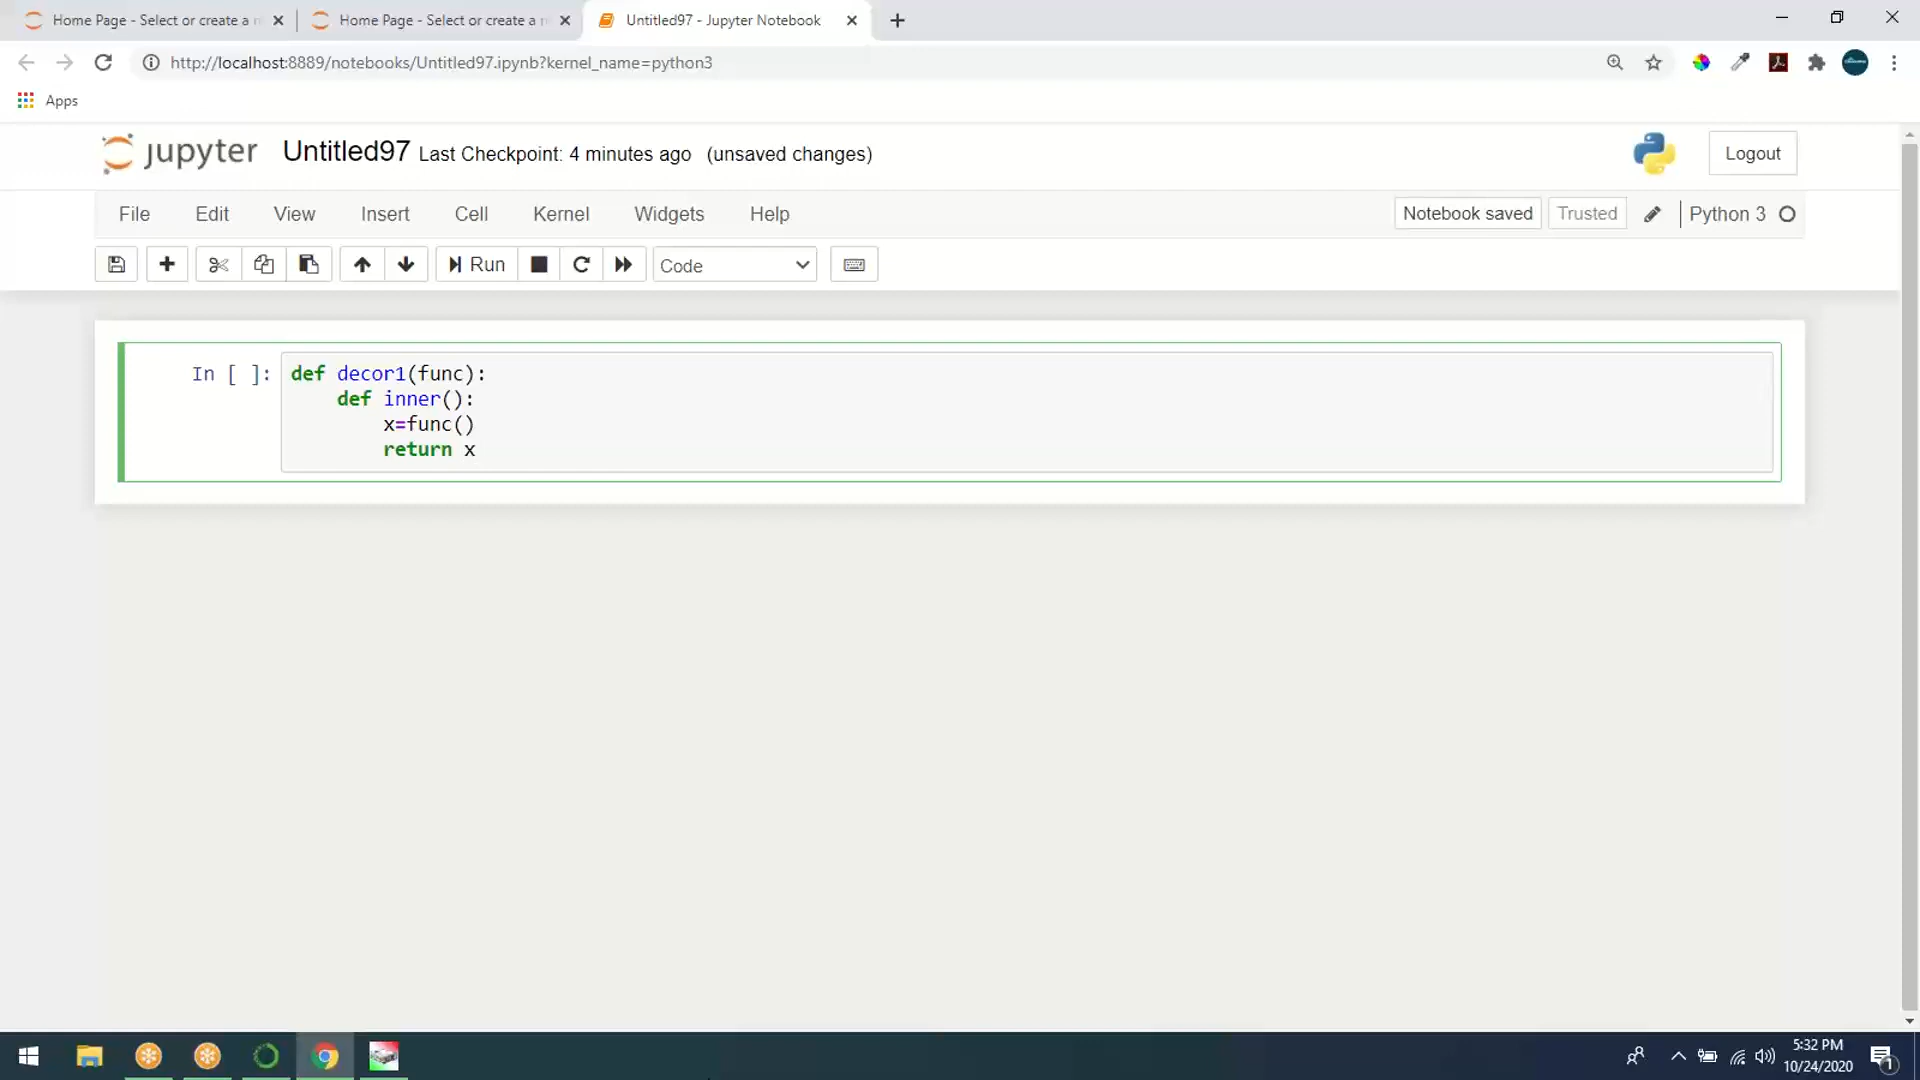 Home Page - Select or create a n
Home Page - Select or create a n
Untitled97 - Jupyter Notebook
http://localhost:8889/notebooks/Untitled97.ipynb?kernel_name=python3
Apps
jupyter Untitled97 Last Checkpoint: 4 minutes ago (unsaved changes)
Logout
File Edit View Insert Cell Kernel Widgets Help
Notebook saved Trusted Python 3
Run Code
In [ ]: def decor1(func):
    def inner():
        x=func()
        return x
5:32 PM
10/24/2020
1